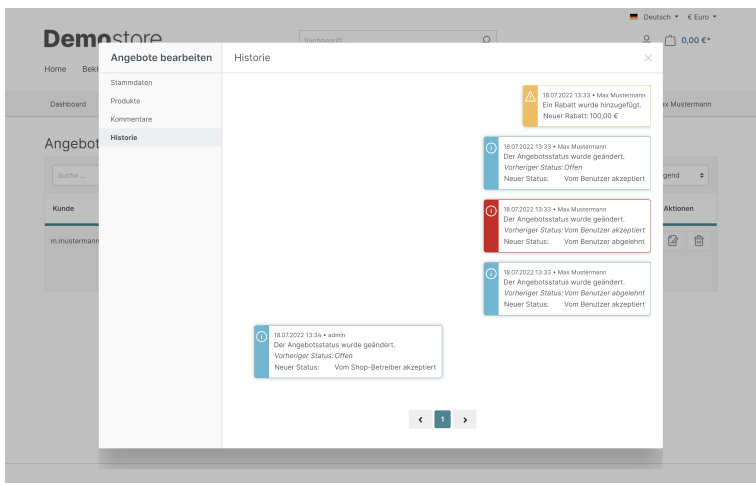 Deutsch € Euro
Demostore
Suchbegriff
0,00 €*
Home
Angebote bearbeiten
Historie
Stammdaten
Dashboard
Produkte
Mustermann
Kommentare
Historie
18.07.2022 13:33 • Max Mustermann
Ein Rabatt wurde hinzugefügt.
Neuer Rabatt: 100,00 €
18.07.2022 13:33 • Max Mustermann
Der Angebotsstatus wurde geändert.
Vorheriger Status: Offen
Neuer Status: Vom Benutzer akzeptiert
Suche ...
Kunde
Aktionen
18.07.2022 13:33 • Max Mustermann
Der Angebotsstatus wurde geändert.
Vorheriger Status: Vom Benutzer akzeptiert
Neuer Status: Vom Benutzer abgelehnt
m.mustermann
18.07.2022 13:33 • Max Mustermann
Der Angebotsstatus wurde geändert.
Vorheriger Status: Vom Benutzer abgelehnt
Neuer Status: Vom Benutzer akzeptiert
18.07.2022 13:34 • admin
Der Angebotsstatus wurde geändert.
Vorheriger Status: Offen
Neuer Status: Vom Shop-Betreiber akzeptiert
1